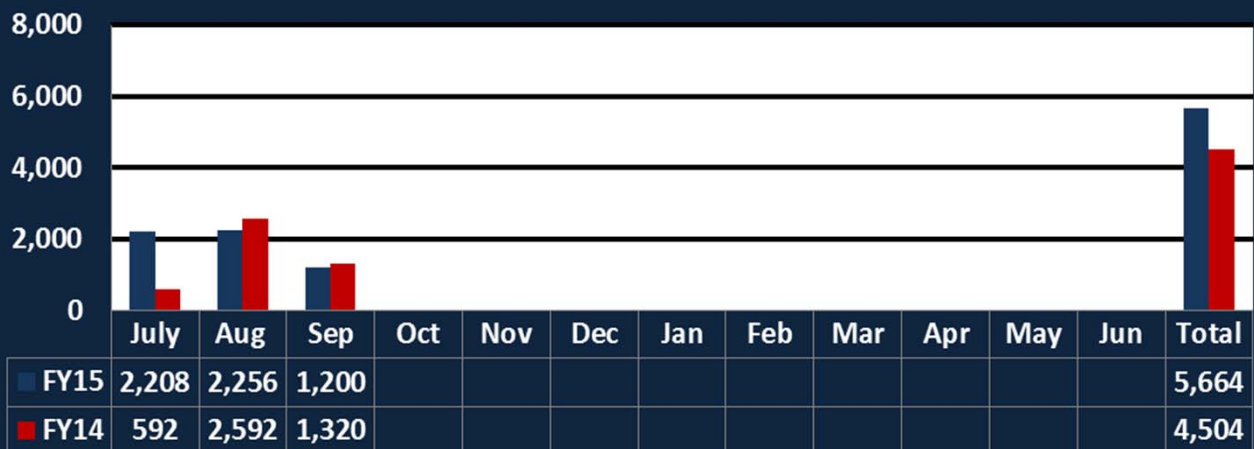 8,000
6,000
4,000
2,000
0
July Aug Sep Oct Nov Dec Jan Feb Mar Apr May Jun Total
FY15 2,208 2,256 1,200 5,664
FY14 592 2,592 1,320 4,504